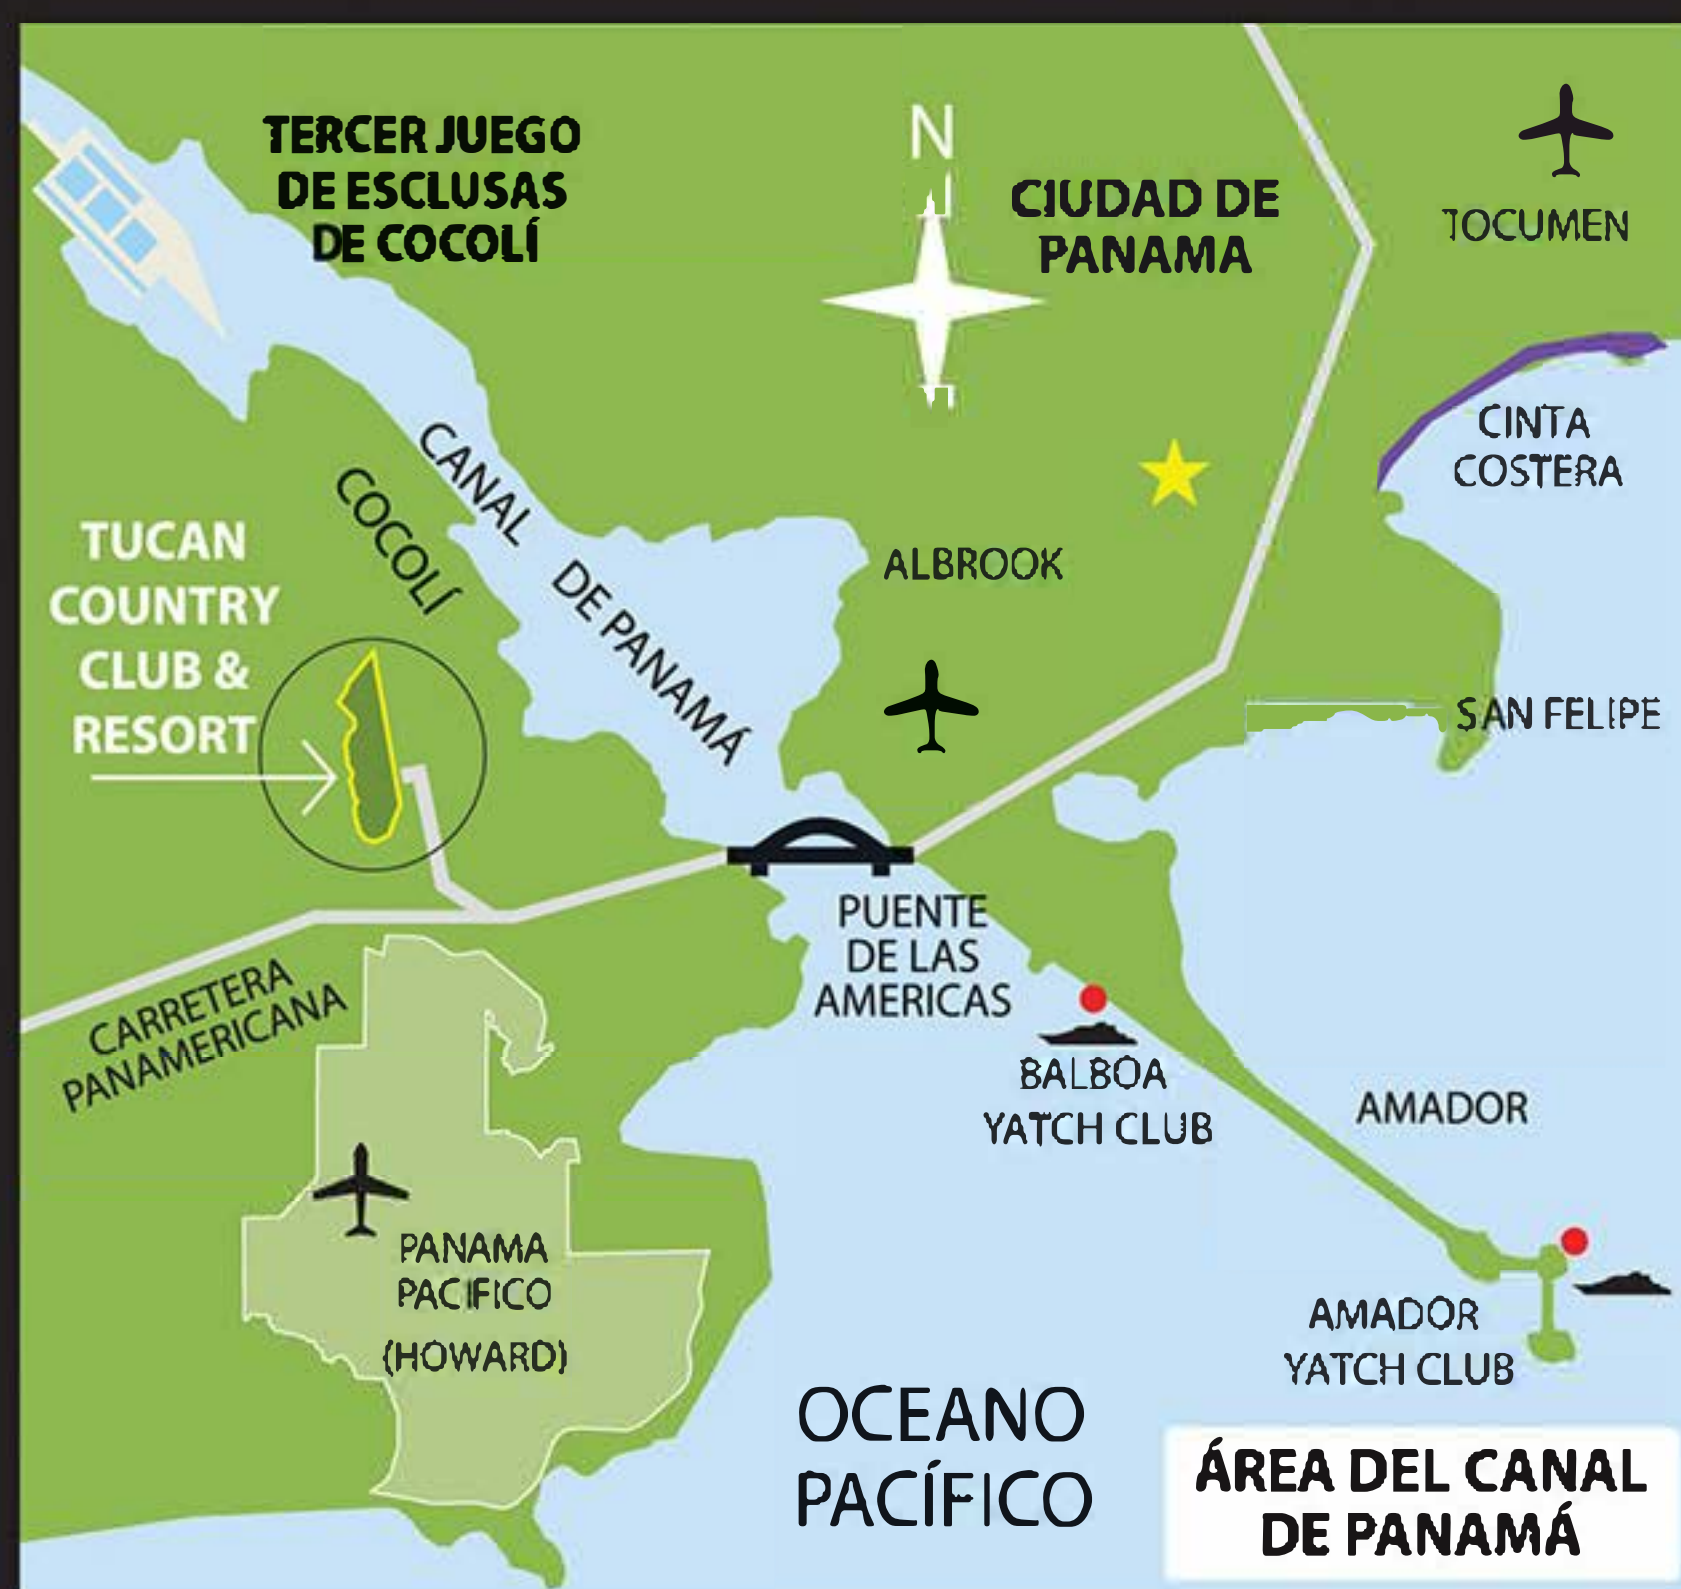 TERCER JUEGO
DE ESCLUSAS
DE COCOLÍ
N
CIUDAD DE
PANAMA
TOCUMEN
CINTA
COSTERA
CANAL DE PANAMÁ
COCOLÍ
ALBROOK
TUCAN
COUNTRY
CLUB &
RESORT
SAN FELIPE
PUENTE
DE LAS
AMERICAS
CARRETERA
PANAMERICANA
BALBOA
YATCH CLUB
AMADOR
PANAMA
PACIFICO
(HOWARD)
AMADOR
YATCH CLUB
OCEANO
PACÍFICO
ÁREA DEL CANAL
DE PANAMÁ